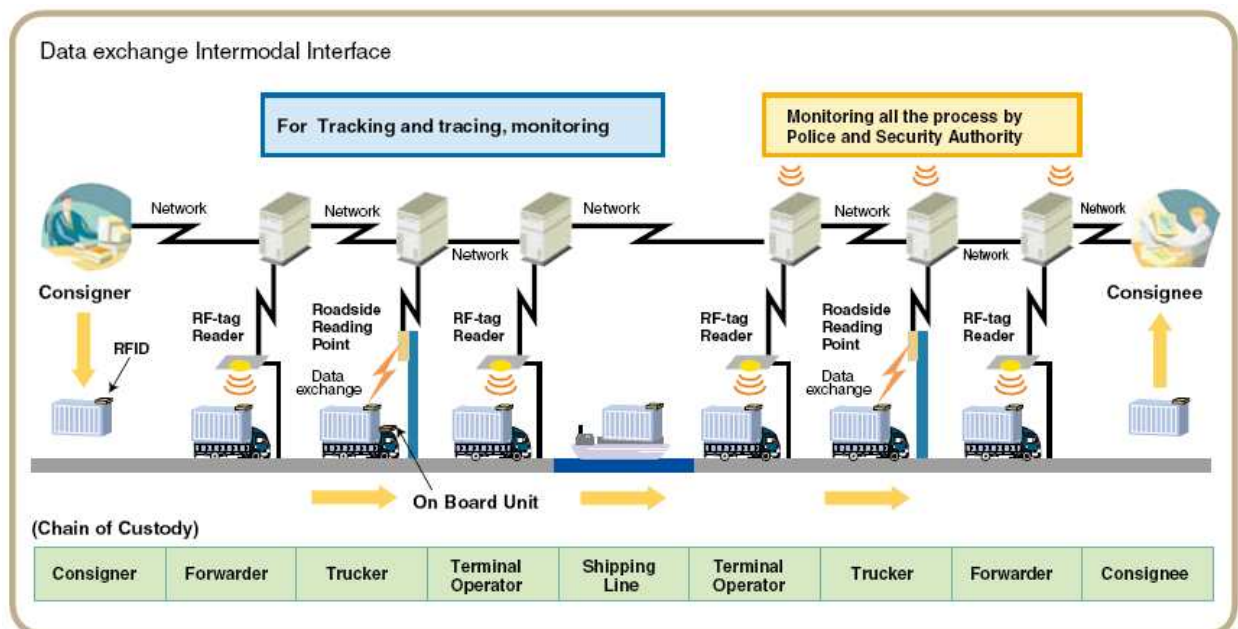 Data exchange Intermodal Interface
For Tracking and tracing, monitoring
Monitoring all the process by
Police and Security Authority
Network
Network
Network
Network
Network
Network
Network
Network
Consigner
Consignee
RFID
RF-tag
Reader
Roadside
Reading
Point
RF-tag
Reader
RF-tag
Reader
Roadside
Reading
Point
RF-tag
Reader
Data
exchange
Data
exchange
On Board Unit
(Chain of Custody)
Consigner
Forwarder
Trucker
Terminal
Operator
Shipping
Line
Terminal
Operator
Trucker
Forwarder
Consignee